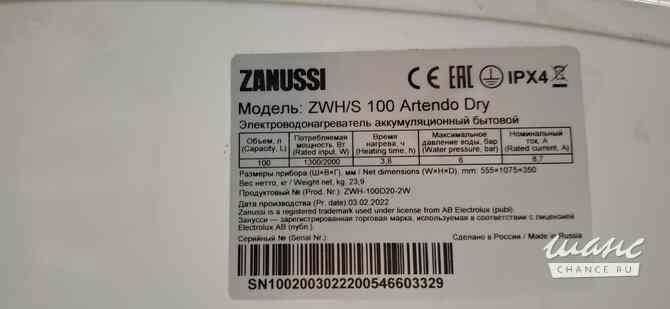 ZANUSSI
CE EAC IPX4
Модель: ZWH/S 100 Artendo Dry
Электроводонагреватель аккумуляционный бытовой
Объем, л (Capacity, L)
Потребляемая мощность, Вт (Rated input, W)
Время нагрева, ч (Heating time, h)
Максимальное давление воды, бар (Water pressure, bar)
Номинальный ток, А (Rated current, A)
100 1300/2000 3,8 6 8,7
Размеры прибора (Ш×В×Г), мм / Net dimensions (W×H×D), mm: 555×1075×350
Вес нетто, кг / Weight net, kg: 23,9
Продуктовый № (Prod. Nr.): ZWH-100D20-2W
Дата производства (Pr. date):03.02.2022
Zanussi is a registered trademark used under license from AB Electrolux (publ).
Занусси — зарегистрированная торговая марка, используемая в соответствии с лицензией
Electrolux AB (публ).
Серийный № (Serial Nr.):
Сделано в России / Made in Russia
SN1002003022200546603329
шанс
CHANCE.RU